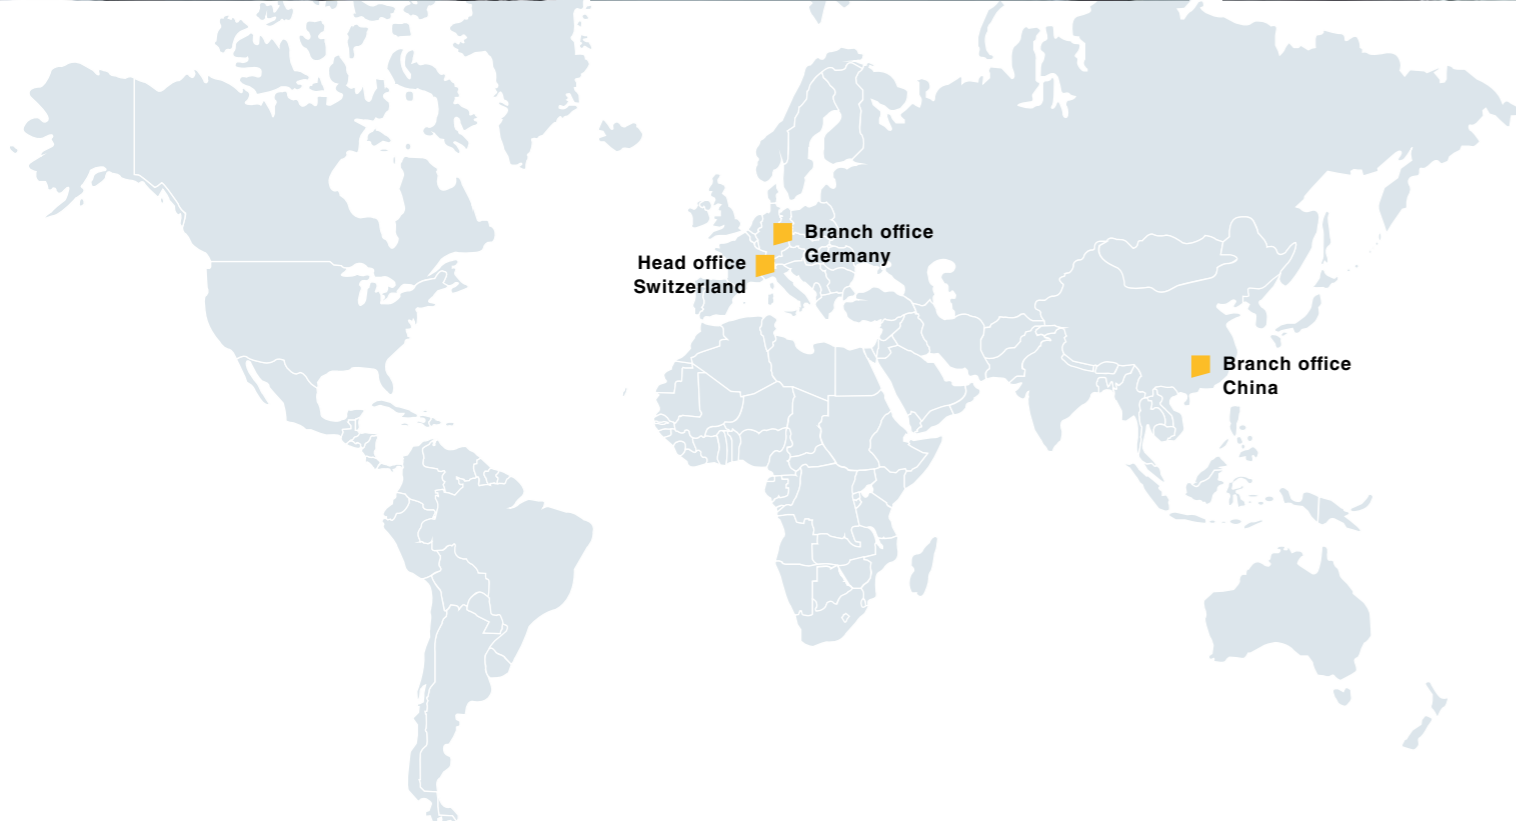 Branch office
Germany
Head office
Switzerland
Branch office
China